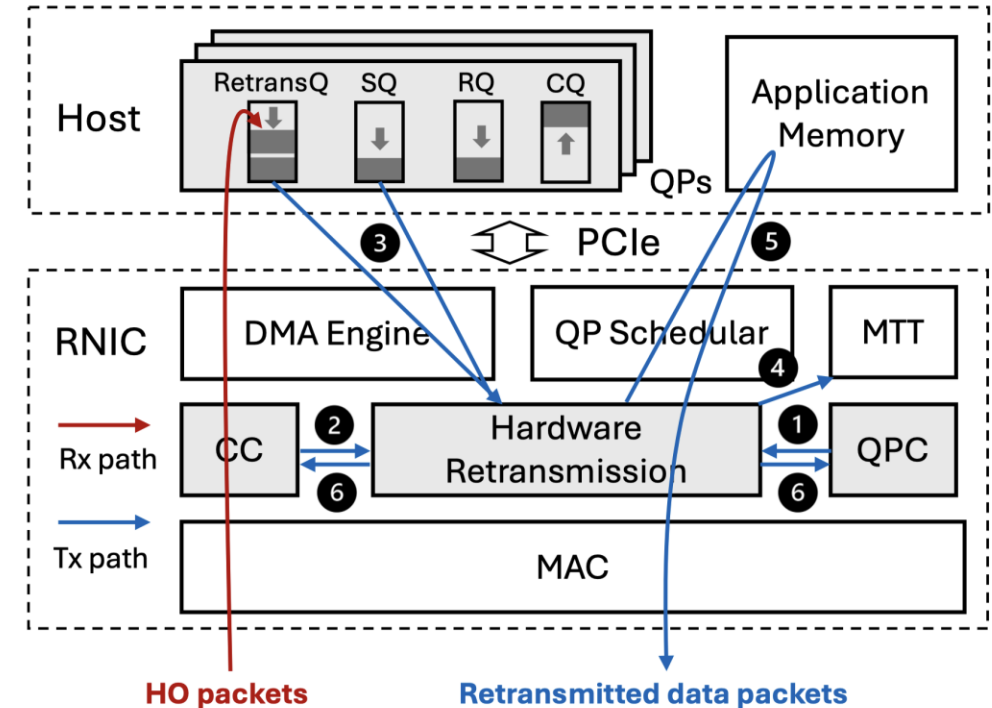 RetransQ SQ RQ CQ
Host
Application
Memory
QPs
3
PCIe
5
RNIC
DMA Engine
QP Schedular
MTT
4
Rx path
CC
2
6
Hardware
Retransmission
1
6
QPC
Tx path
MAC
HO packets
Retransmitted data packets